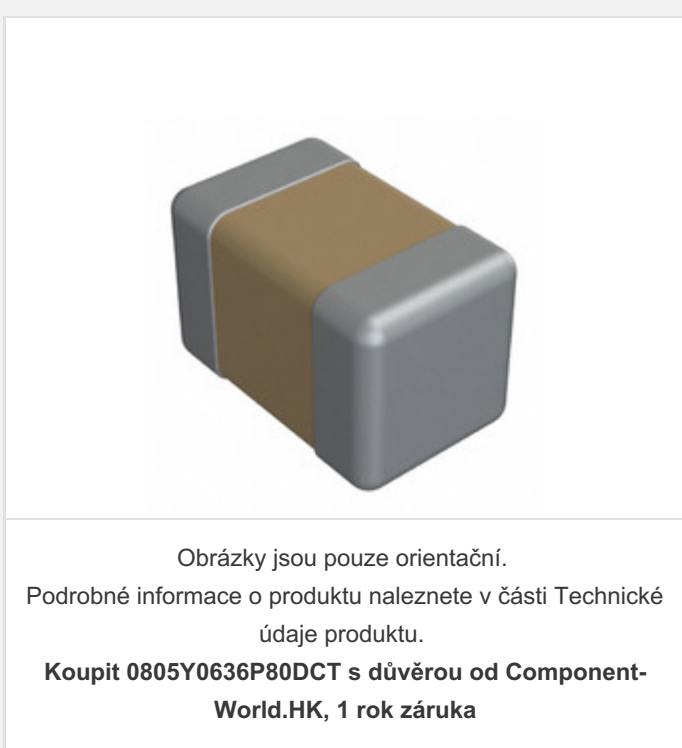 Obrázky jsou pouze orientační.
Podrobné informace o produktu naleznete v části Technické
údaje produktu.
Koupit 0805Y0636P80DCT s důvěrou od Component-
World.HK, 1 rok záruka